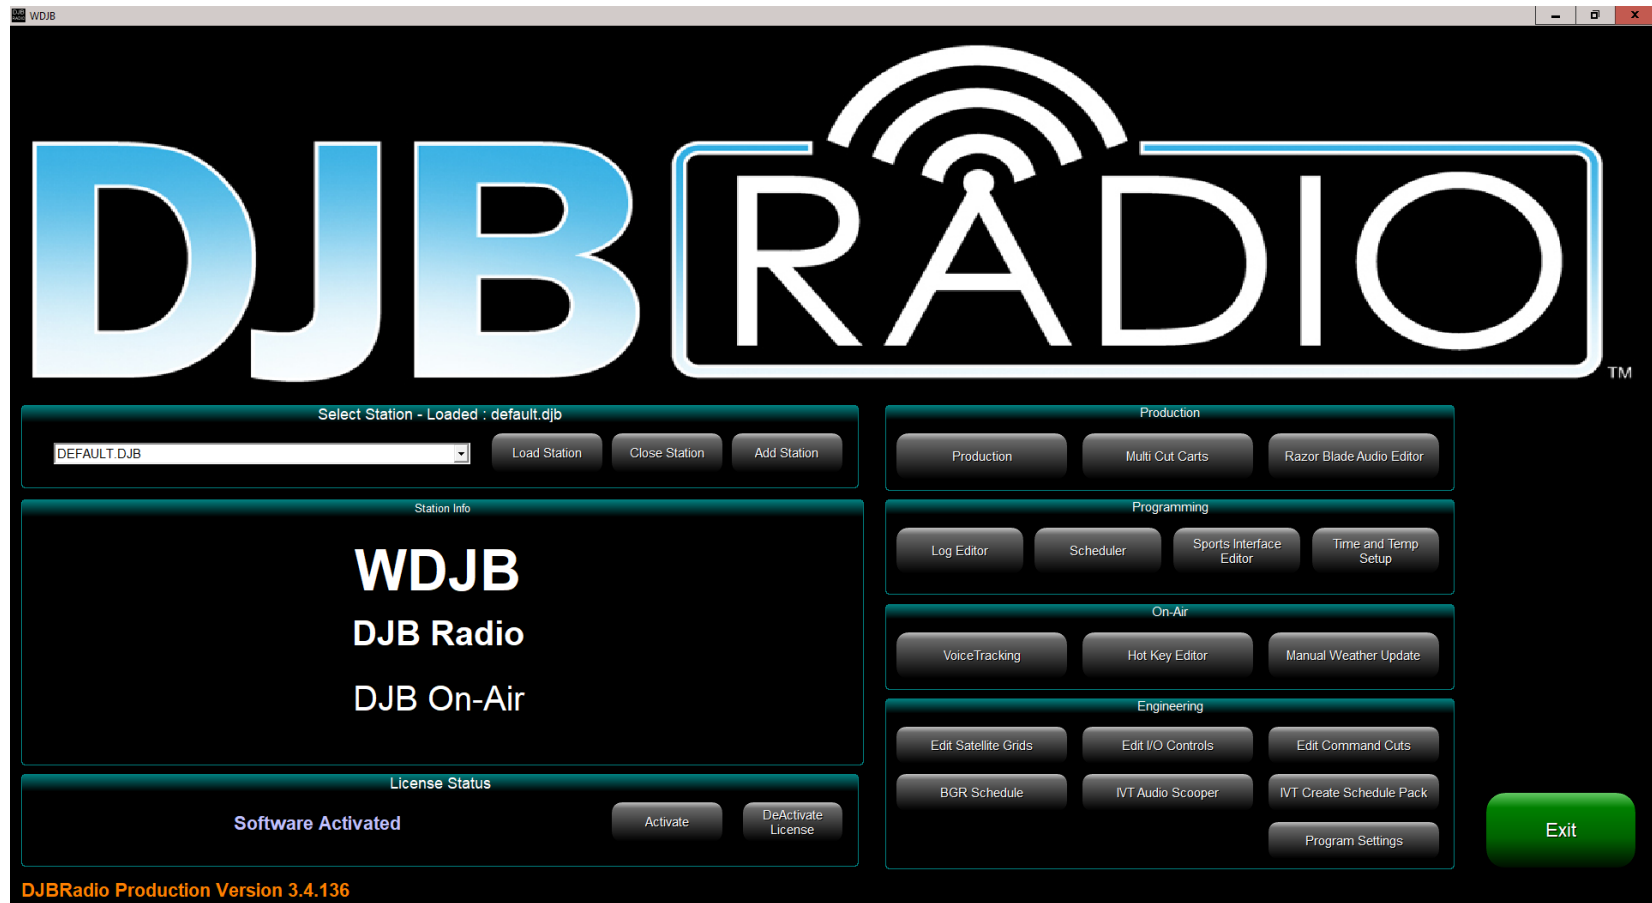 DJB RADIO
WDJB
DJB RADIO TM
Select Station - Loaded : default.djb
DEFAULT.DJB
Load Station
Close Station
Add Station
Station Info
WDJB
DJB Radio
DJB On-Air
License Status
Software Activated
Activate
DeActivate
License
DJBRadio Production Version 3.4.136
Production
Production
Multi Cut Carts
Razor Blade Audio Editor
Programming
Log Editor
Scheduler
Sports Interface
Editor
Time and Temp
Setup
On-Air
VoiceTracking
Hot Key Editor
Manual Weather Update
Engineering
Edit Satellite Grids
Edit I/O Controls
Edit Command Cuts
BGR Schedule
IVT Audio Scooper
IVT Create Schedule Pack
Program Settings
Exit